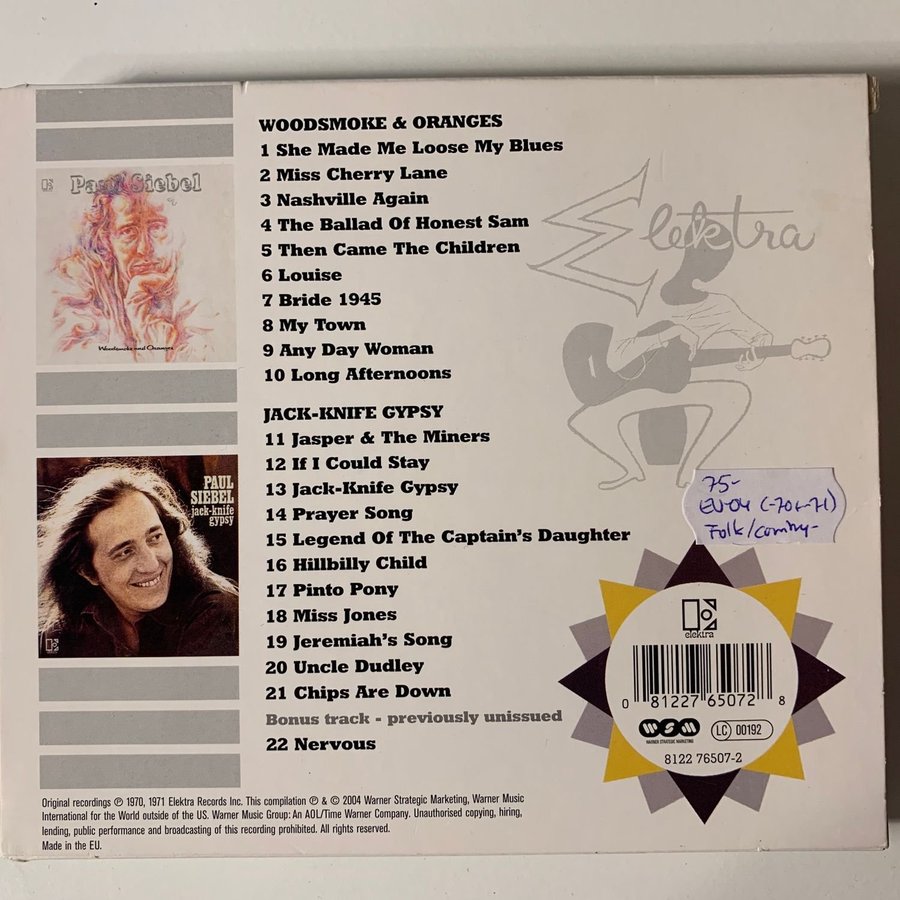 WOODSMOKE & ORANGES
1 She Made Me Loose My Blues
2 Miss Cherry Lane
3 Nashville Again
4 The Ballad Of Honest Sam
5 Then Came The Children
6 Louise
7 Bride 1945
8 My Town
9 Any Day Woman
10 Long Afternoons
JACK-KNIFE GYPSY
11 Jasper & The Miners
12 If I Could Stay
13 Jack-Knife Gypsy
14 Prayer Song
15 Legend Of The Captain's Daughter
16 Hillbilly Child
17 Pinto Pony
18 Miss Jones
19 Jeremiah's Song
20 Uncle Dudley
21 Chips Are Down
Bonus track - previously unissued
22 Nervous
Paul Siebel
Woodsmoke and Oranges
PAUL
SIEBEL
jack-knife
gypsy
Elektra
75-
EU-04 (-70+-71)
Folk/country-
elektra
0 81227 65072 8
WSM
WARNER STRATEGIC MARKETING
LC 00192
8122 76507-2
Original recordings ℗ 1970, 1971 Elektra Records Inc. This compilation ℗ & © 2004 Warner Strategic Marketing, Warner Music
International for the World outside of the US. Warner Music Group: An AOL/Time Warner Company. Unauthorised copying, hiring,
lending, public performance and broadcasting of this recording prohibited. All rights reserved.
Made in the EU.